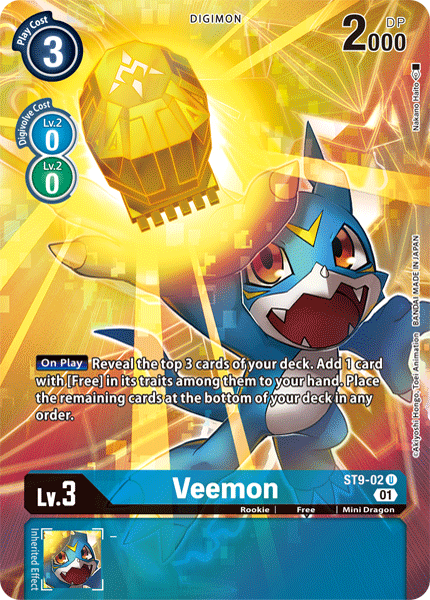 DIGIMON
Play Cost
3
DP
2000
Digivolve Cost
Lv.2
0
Lv.2
0
Nakano Haito
©Akiyoshi Hongo, Toei Animation BANDAI MADE IN JAPAN
On Play Reveal the top 3 cards of your deck. Add 1 card
with [Free] in its traits among them to your hand. Place
the remaining cards at the bottom of your deck in any
order.
Lv.3
Veemon
ST9-02 U
01
Rookie | Free | Mini Dragon
Inherited Effect
-